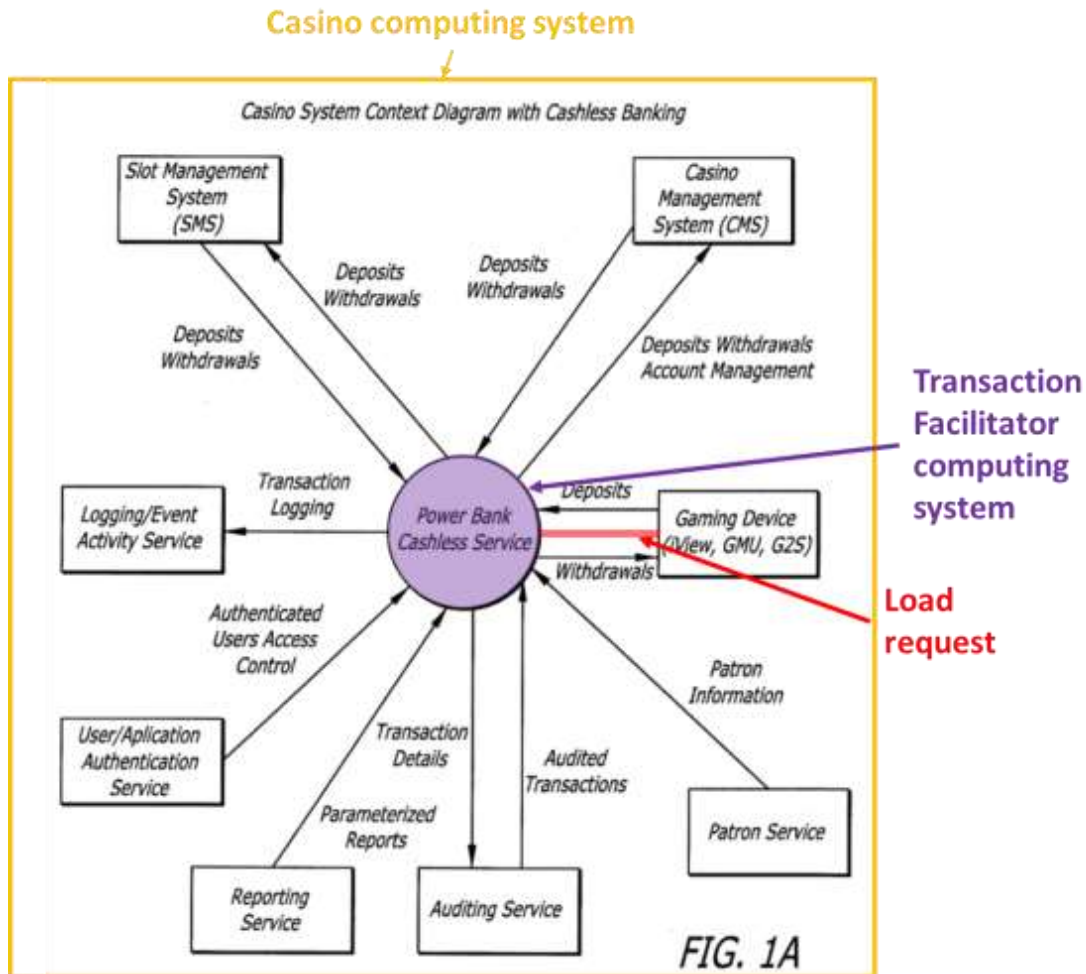 Casino computing system
Casino System Context Diagram with Cashless Banking
Slot Management
System
(SMS)
Casino
Management
System (CMS)
Deposits
Withdrawals
Deposits
Withdrawals
Deposits
Withdrawals
Deposits Withdrawals
Account Management
Transaction
Facilitator
computing
system
Transaction
Logging
Deposits
Logging/Event
Activity Service
Power Bank
Cashless Service
Gaming Device
(iView, GMU, G2S)
Withdrawals
Load
request
Authenticated
Users Access
Control
Patron
Information
User/Aplication
Authentication
Service
Transaction
Details
Audited
Transactions
Parameterized
Reports
Patron Service
Reporting
Service
Auditing Service
FIG. 1A